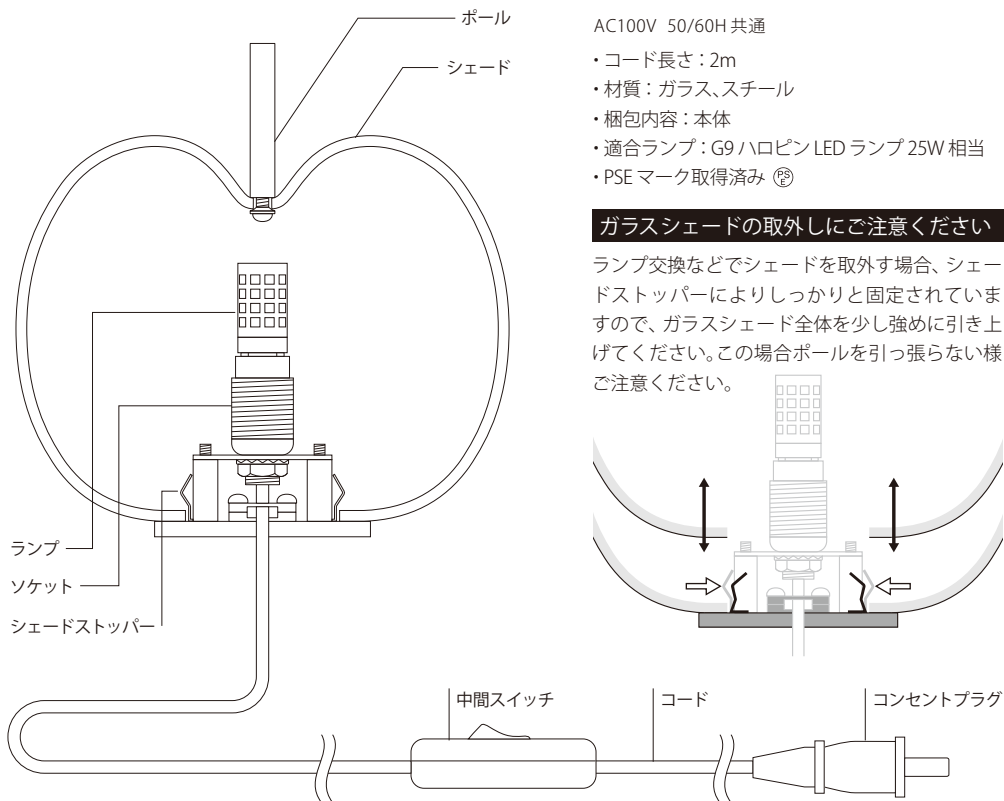 ポール
シェード
AC100V 50/60H 共通
・コード長さ：2m
・材質：ガラス、スチール
・梱包内容：本体
・適合ランプ：G9 ハロピン LED ランプ 25W 相当
・PSE マーク取得済み PSE
ガラスシェードの取外しにご注意ください
ランプ交換などでシェードを取外す場合、シェー
ドストッパーによりしっかりと固定されていま
すので、ガラスシェード全体を少し強めに引き上
げてください。この場合ポールを引っ張らない様
ご注意ください。
ランプ
ソケット
シェードストッパー
中間スイッチ
コード
コンセントプラグ